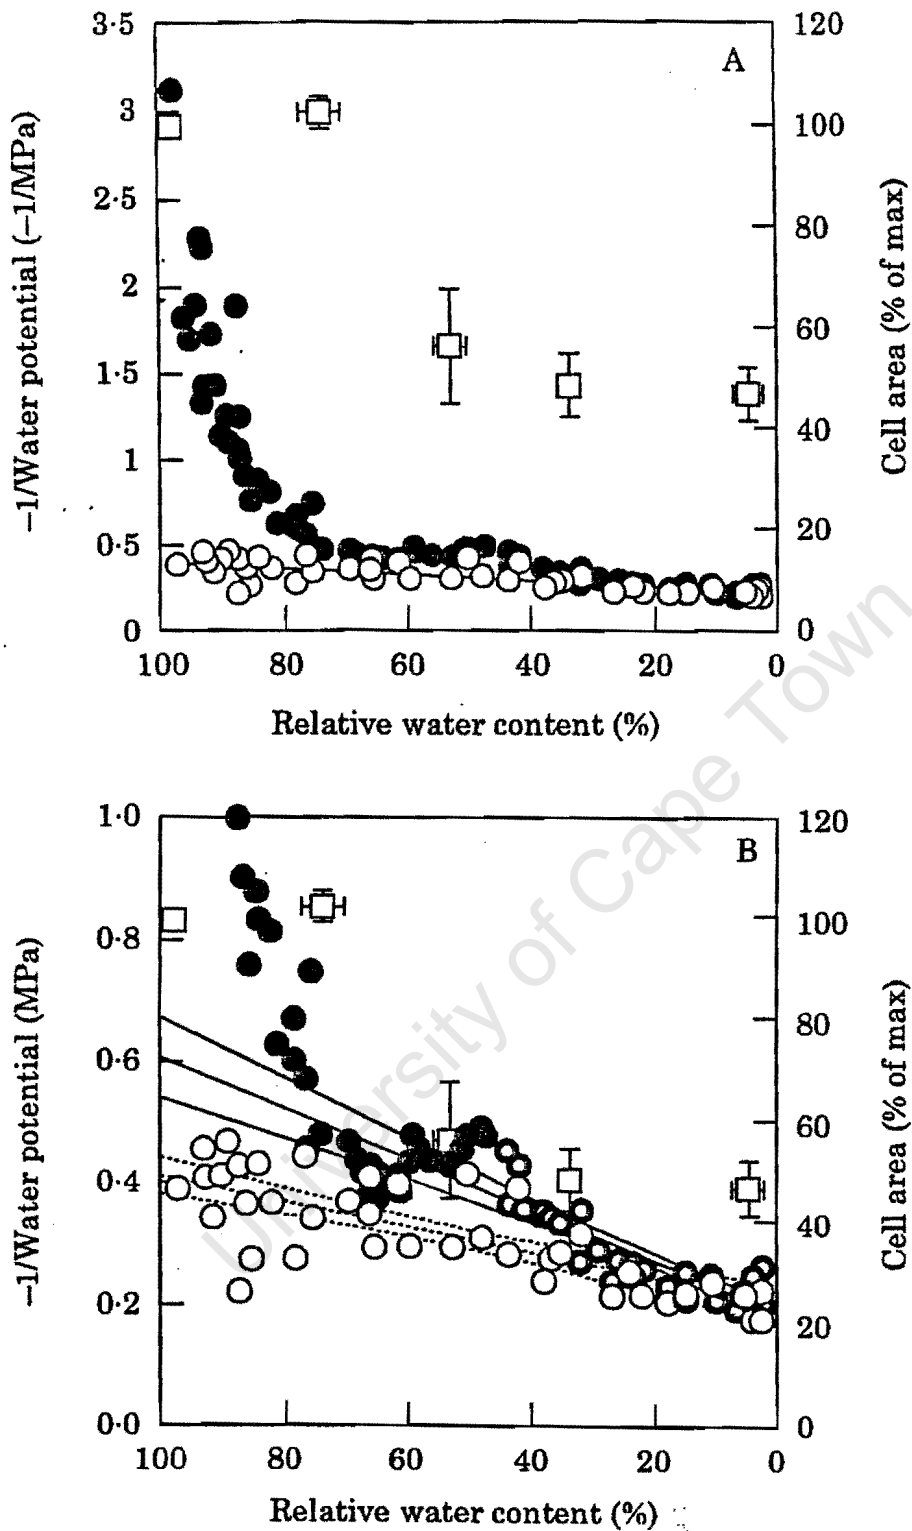 3·5
3
2·5
2
1·5
1
0·5
0
120
100
80
60
40
20
0
A
100 80 60 40 20 0
−1/Water potential (−1/MPa)
Cell area (% of max)
Relative water content (%)
1·0
0·8
0·6
0·4
0·2
0·0
120
100
80
60
40
20
0
B
100 80 60 40 20 0
−1/Water potential (MPa)
Cell area (% of max)
Relative water content (%)
University of Cape Town